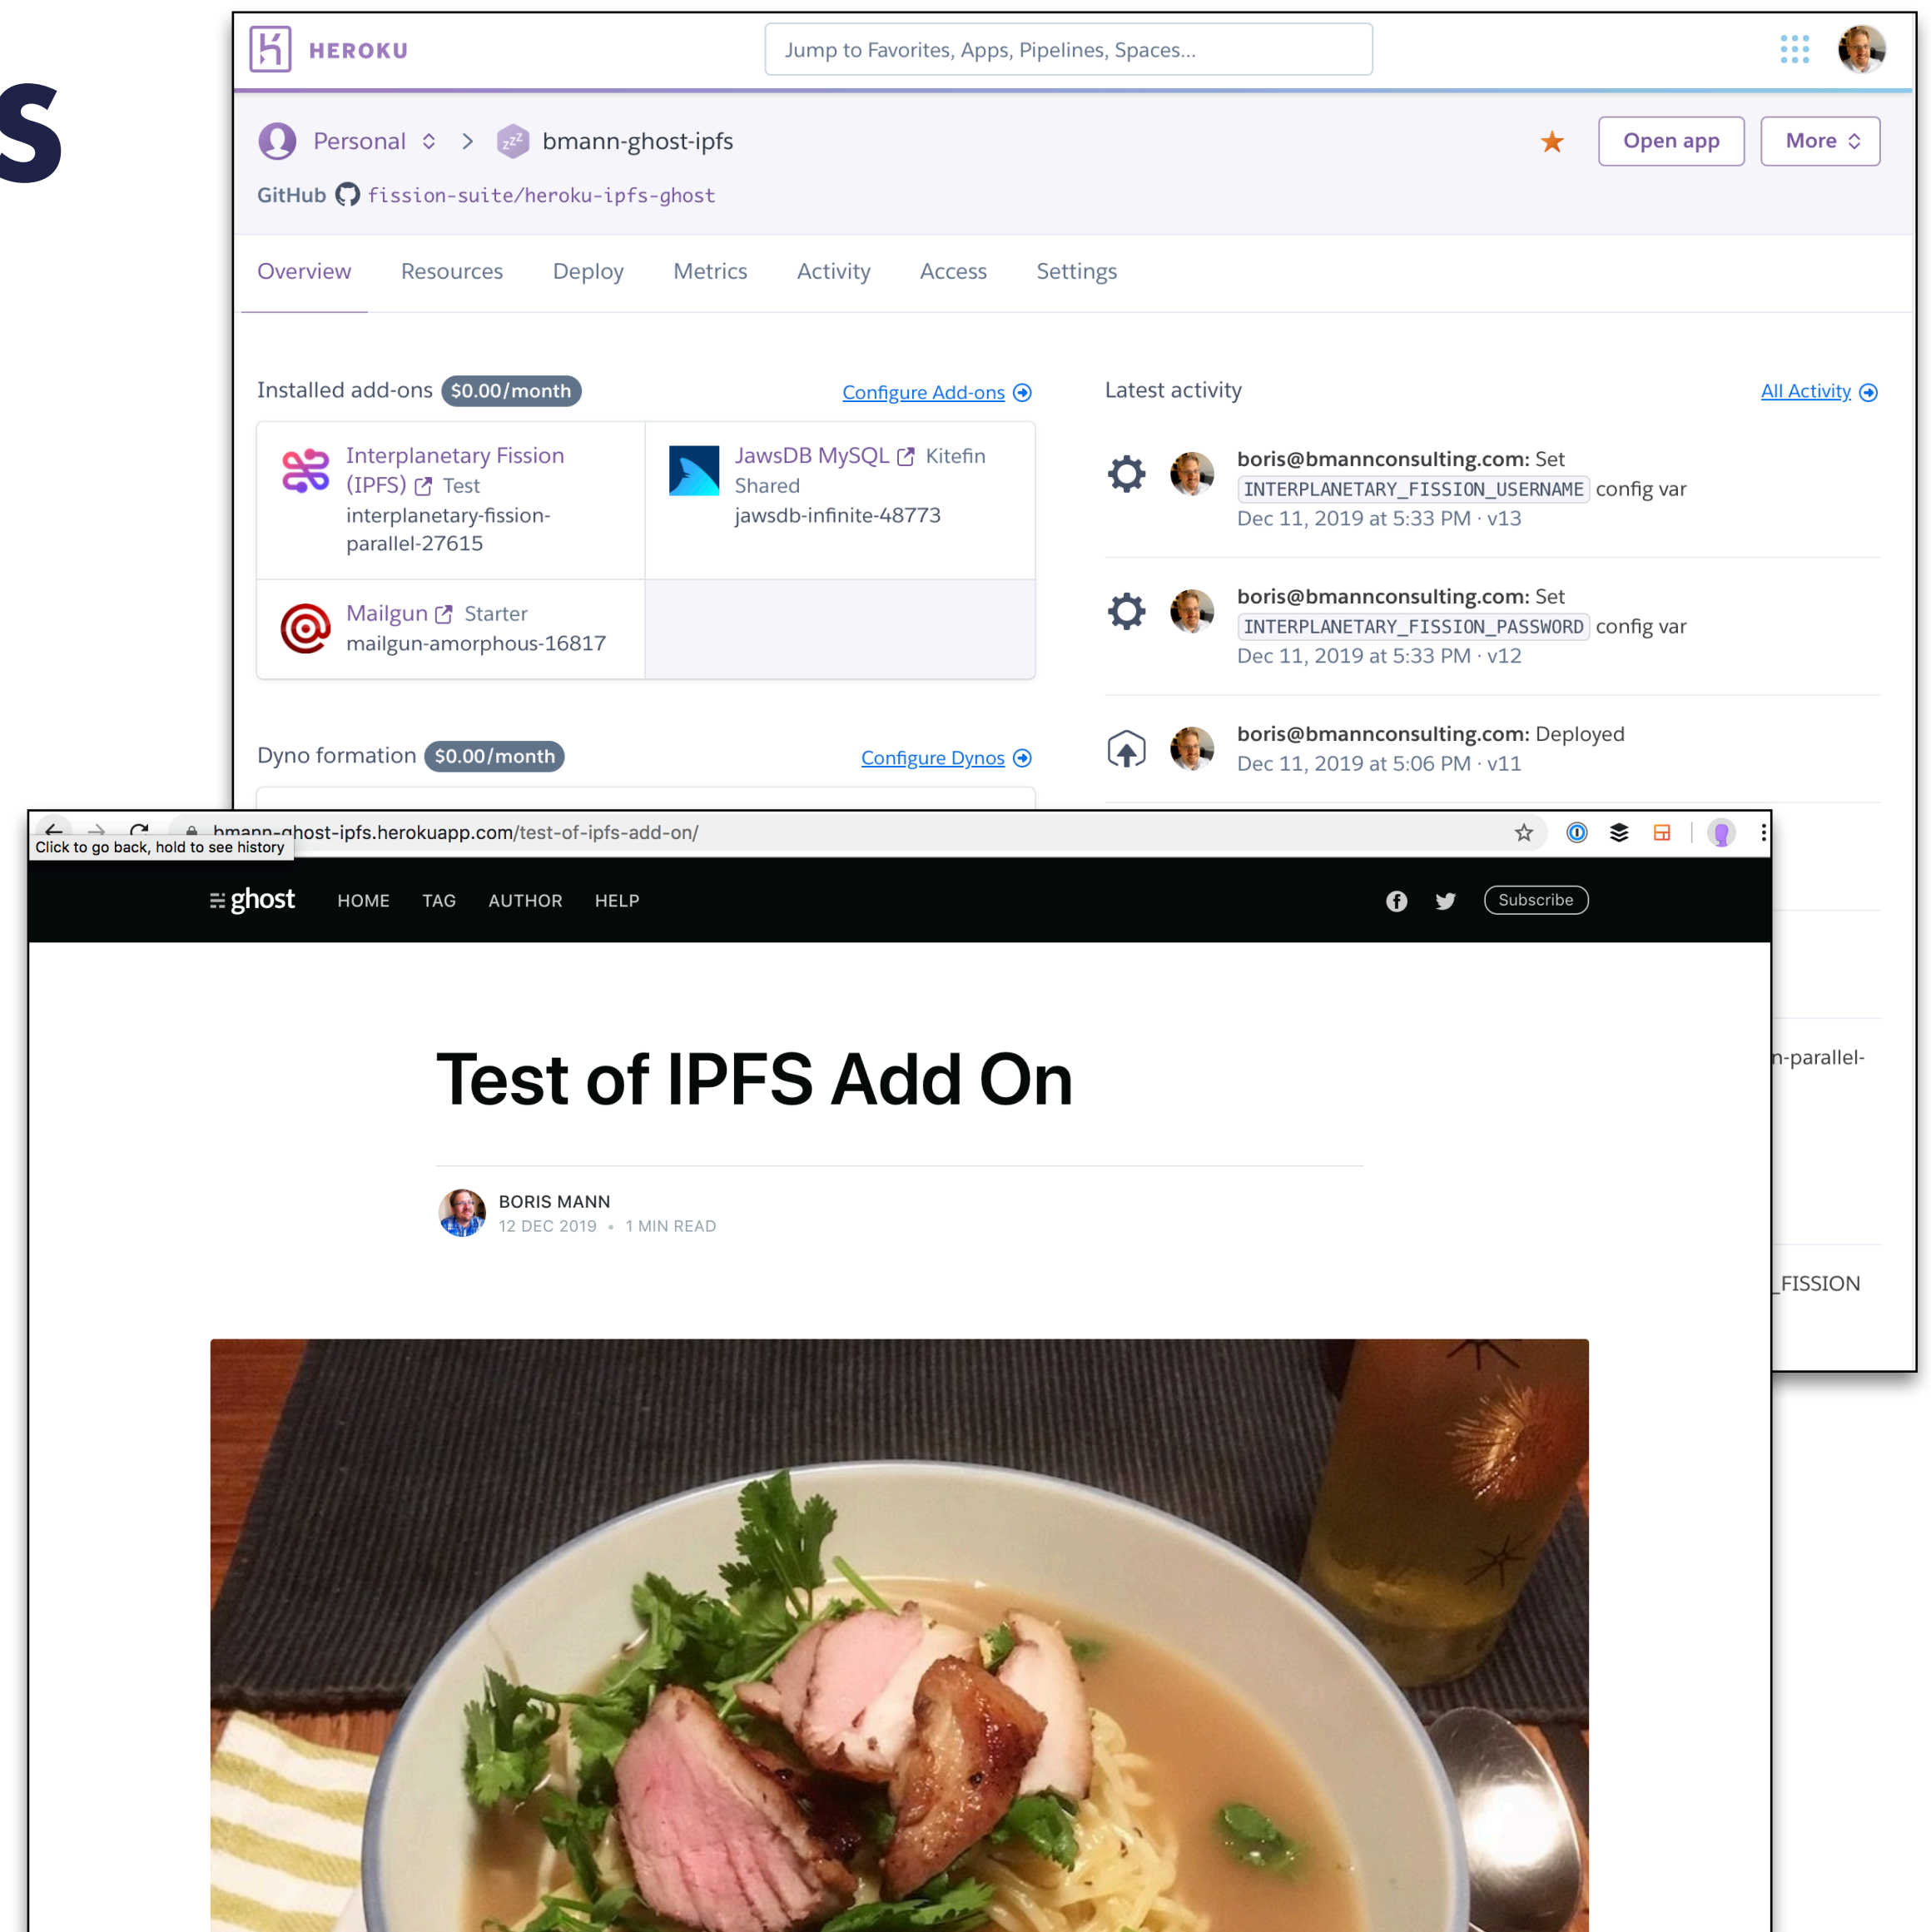 s
HEROKU
Jump to Favorites, Apps, Pipelines, Spaces...
Personal > bmann-ghost-ipfs
Open app
More
GitHub fission-suite/heroku-ipfs-ghost
Overview Resources Deploy Metrics Activity Access Settings
Installed add-ons $0.00/month Configure Add-ons
Interplanetary Fission
(IPFS) Test
interplanetary-fission-
parallel-27615
JawsDB MySQL Kitefin
Shared
jawsdb-infinite-48773
Mailgun Starter
mailgun-amorphous-16817
Dyno formation $0.00/month Configure Dynos
Latest activity All Activity
boris@bmannconsulting.com: Set
INTERPLANETARY_FISSION_USERNAME config var
Dec 11, 2019 at 5:33 PM · v13
boris@bmannconsulting.com: Set
INTERPLANETARY_FISSION_PASSWORD config var
Dec 11, 2019 at 5:33 PM · v12
boris@bmannconsulting.com: Deployed
Dec 11, 2019 at 5:06 PM · v11
n-parallel-
_FISSION
bmann-ghost-ipfs.herokuapp.com/test-of-ipfs-add-on/
Click to go back, hold to see history
ghost HOME TAG AUTHOR HELP Subscribe
Test of IPFS Add On
BORIS MANN
12 DEC 2019 • 1 MIN READ